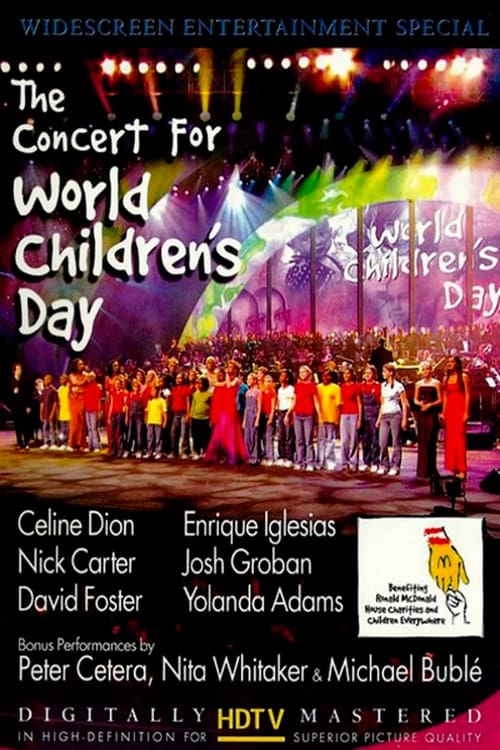 WIDESCREEN ENTERTAINMENT SPECIAL
The
Concert For
World
Children's
Day
World
Children's
Day
Celine Dion
Enrique Iglesias
Nick Carter
Josh Groban
David Foster
Yolanda Adams
Benefiting
Ronald McDonald
House Charities and
Children Everywhere
Bonus Performances by
Peter Cetera, Nita Whitaker & Michael Bublé
DIGITALLY HDTV MASTERED
IN HIGH-DEFINITION FOR SUPERIOR PICTURE QUALITY